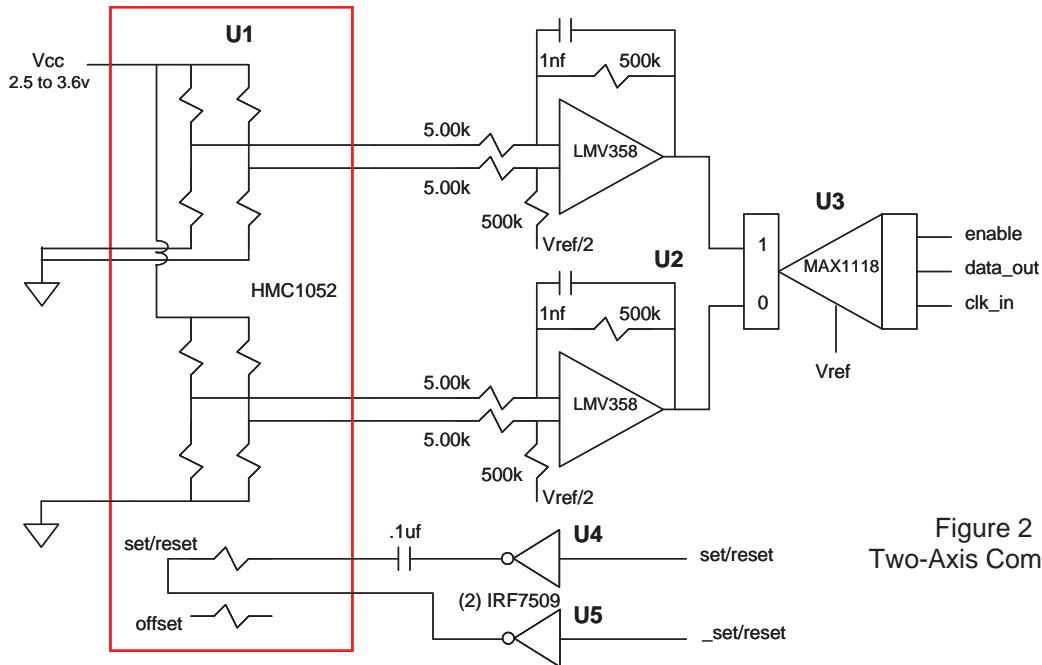 U1
Vcc
2.5 to 3.6v
1nf
500k
5.00k
LMV358
5.00k
500k
Vref/2
U3
1
MAX1118
0
enable
data_out
clk_in
Vref
HMC1052
U2
1nf
500k
5.00k
LMV358
5.00k
500k
Vref/2
set/reset
.1uf
U4
set/reset
(2) IRF7509
U5
offset
_set/reset
Figure 2
Two-Axis Com